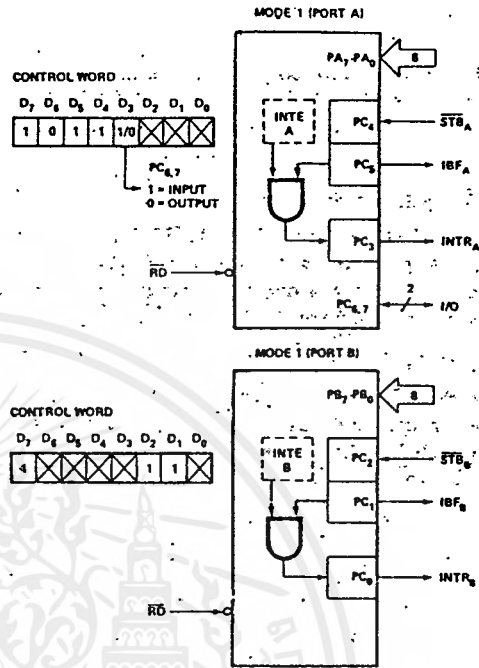 MODE 1 (PORT A)
PA7-PA0
8
CONTROL WORD
D7 D6 D5 D4 D3 D2 D1 D0
1 0 1 1 1/0
PC6,7
1 = INPUT
0 = OUTPUT
INTE A
PC4
STBA
PC5
IBFA
PC3
INTRA
RD
PC6,7
2
I/O
MODE 1 (PORT B)
PB7-PB0
8
CONTROL WORD
D7 D6 D5 D4 D3 D2 D1 D0
1 1 1
INTE B
PC2
STBB
PC1
IBFB
PC0
INTRB
RD